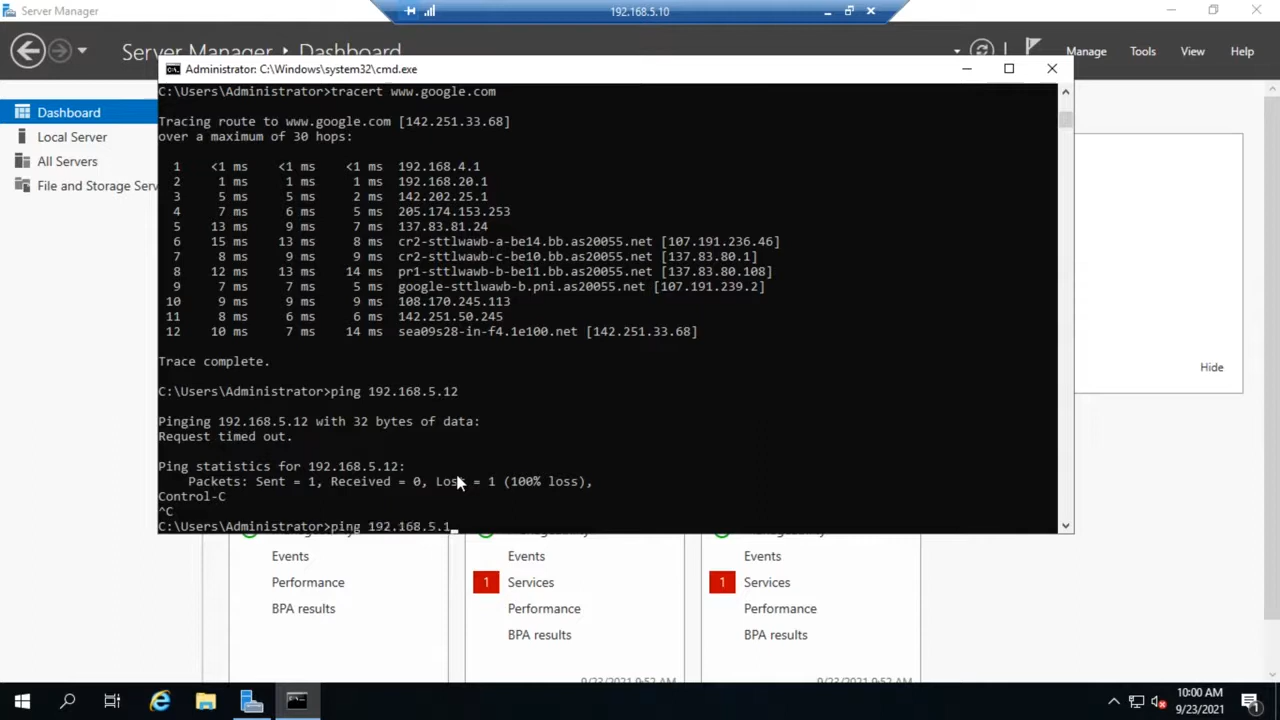 Server Manager
192.168.5.10
Server Manager
Dashboard
Manage
Tools
View
Help
Administrator: C:\Windows\system32\cmd.exe
Dashboard
Local Server
All Servers
File and Storage Serv
C:\Users\Administrator>tracert www.google.com
Tracing route to www.google.com [142.251.33.68]
over a maximum of 30 hops:
1 <1 ms <1 ms <1 ms 192.168.4.1
2 1 ms 1 ms 1 ms 192.168.20.1
3 5 ms 5 ms 2 ms 142.202.25.1
4 7 ms 6 ms 5 ms 205.174.153.253
5 13 ms 9 ms 7 ms 137.83.81.24
6 15 ms 13 ms 8 ms cr2-sttlwawb-a-be14.bb.as20055.net [107.191.236.46]
7 8 ms 9 ms 9 ms cr2-sttlwawb-c-be10.bb.as20055.net [137.83.80.1]
8 12 ms 13 ms 14 ms pr1-sttlwawb-b-be11.bb.as20055.net [137.83.80.108]
9 7 ms 7 ms 5 ms google-sttlwawb-b.pni.as20055.net [107.191.239.2]
10 9 ms 9 ms 9 ms 108.170.245.113
11 8 ms 6 ms 6 ms 142.251.50.245
12 10 ms 7 ms 14 ms sea09s28-in-f4.1e100.net [142.251.33.68]
Trace complete.
C:\Users\Administrator>ping 192.168.5.12
Pinging 192.168.5.12 with 32 bytes of data:
Request timed out.
Ping statistics for 192.168.5.12:
Packets: Sent = 1, Received = 0, Lost = 1 (100% loss),
Control-C
^C
C:\Users\Administrator>ping 192.168.5.1_
Hide
Events
Performance
BPA results
Events
1 Services
Performance
BPA results
Events
1 Services
Performance
BPA results
9/23/2021 9:52 AM
9/23/2021 9:52 AM
10:00 AM
9/23/2021
1